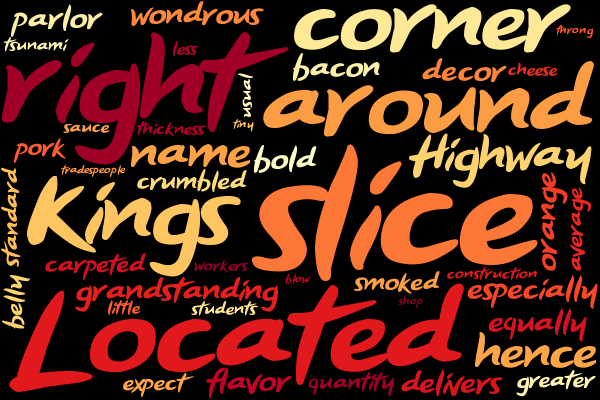 parlor
wondrous
corner
throng
tsunami
less
right
bacon
decor
cheese
usual
around
sauce
thickness
tiny
pork
name
bold
Highway
tradespeople
crumbled
Kings
slice
orange
average
belly standard
carpeted
workers
blow
smoked
construction
grandstanding
especially
little
students
shop
Located
equally
hence
expect
flavor
quantity
delivers
greater